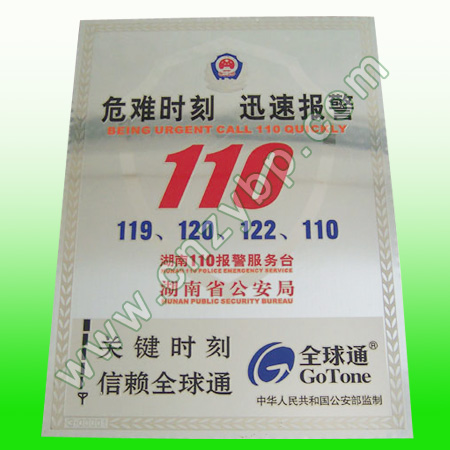 危难时刻 迅速报警
BEING URGENT CALL 110 QUICKLY
110
119、120、122、110
湖南110报警服务台
HUNAN 110 POLICE EMERGENCY SERVICE
湖南省公安局
HUNAN PUBLIC SECURITY BUREAU
关键时刻
信赖全球通
全球通®
GoTone
中华人民共和国公安部监制
www.cnzybp.com